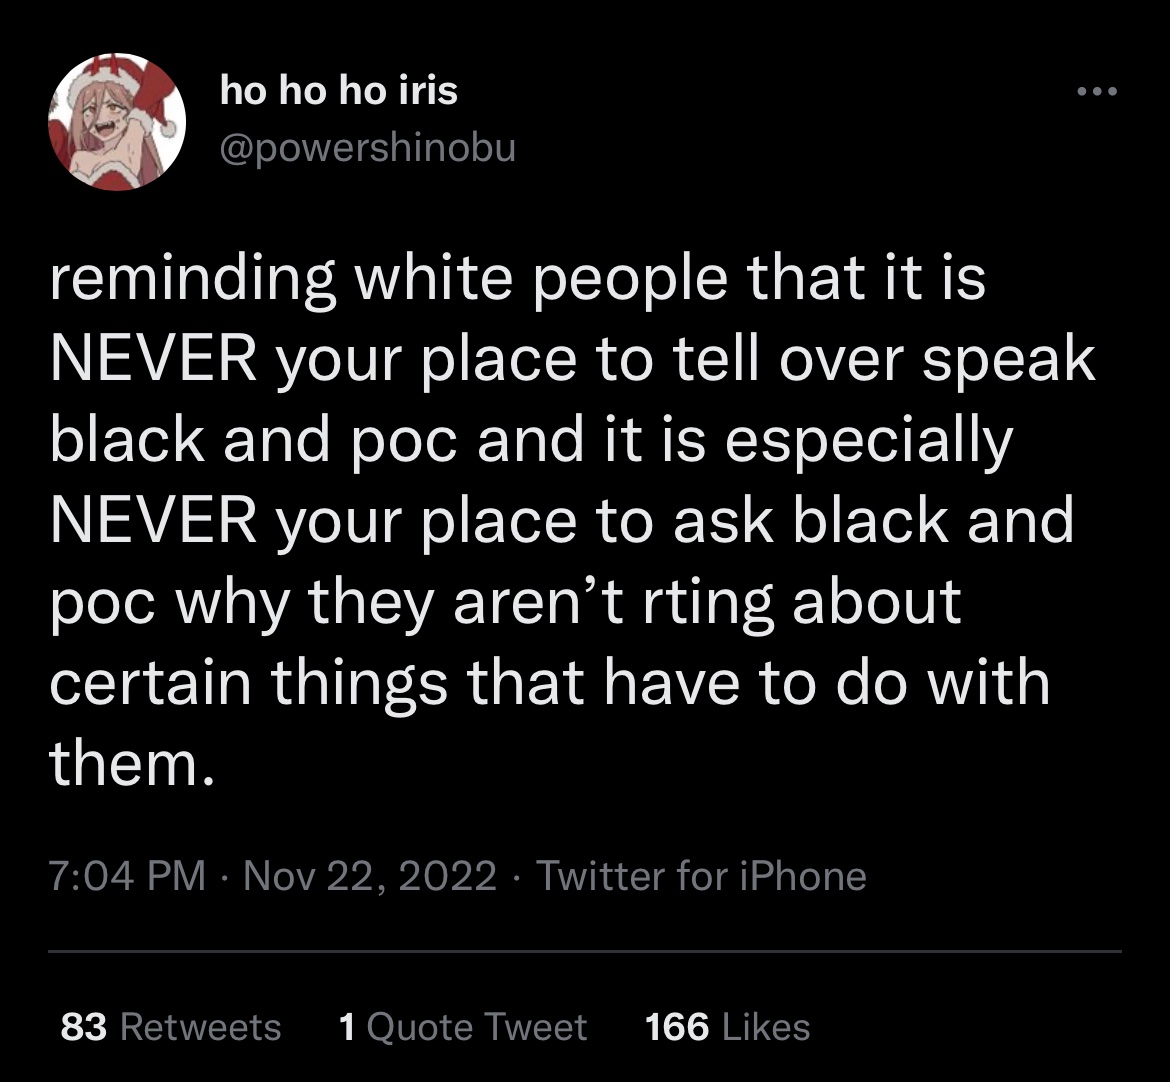 ho ho ho iris
@powershinobu
reminding white people that it is
NEVER your place to tell over speak
black and poc and it is especially
NEVER your place to ask black and
poc why they aren’t rting about
certain things that have to do with
them.
7:04 PM · Nov 22, 2022 · Twitter for iPhone
83 Retweets 1 Quote Tweet 166 Likes